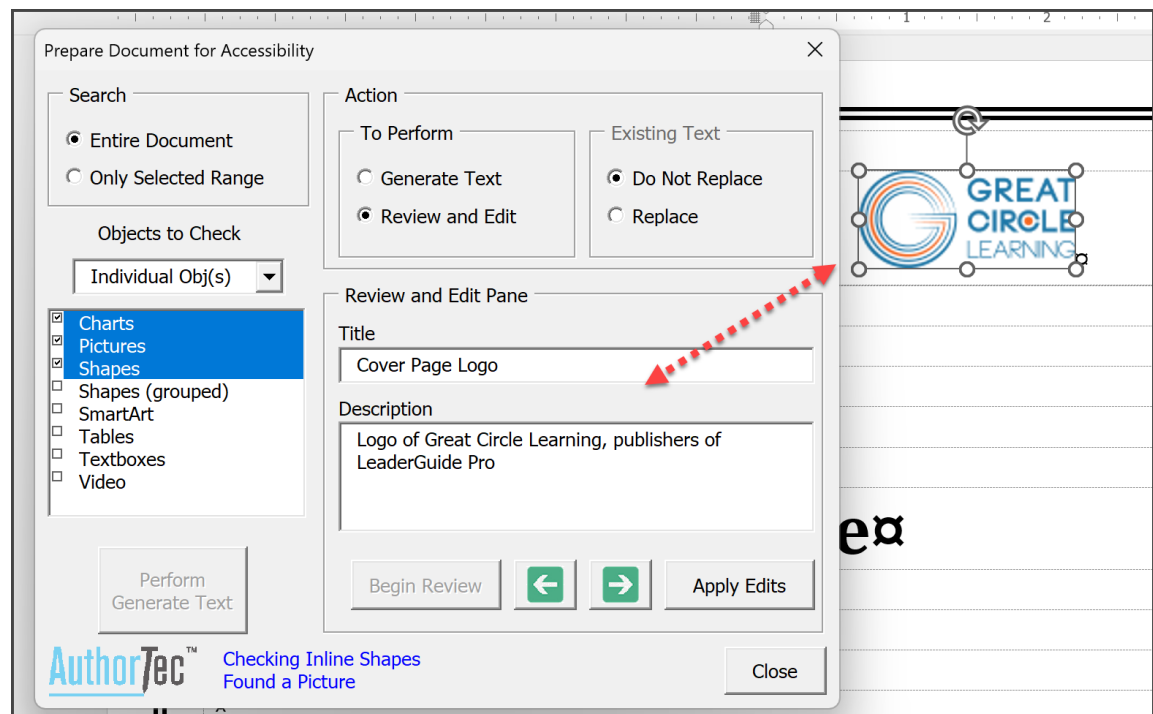 1 2
Prepare Document for Accessibility
Search
Entire Document
Only Selected Range
Objects to Check
Individual Obj(s)
Charts
Pictures
Shapes
Shapes (grouped)
SmartArt
Tables
Textboxes
Video
Perform
Generate Text
Action
To Perform
Generate Text
Review and Edit
Existing Text
Do Not Replace
Replace
Review and Edit Pane
Title
Cover Page Logo
Description
Logo of Great Circle Learning, publishers of
LeaderGuide Pro
Begin Review
Apply Edits
AuthorTec™
Checking Inline Shapes
Found a Picture
Close
GREAT
CIRCLE
LEARNING¤
e¤